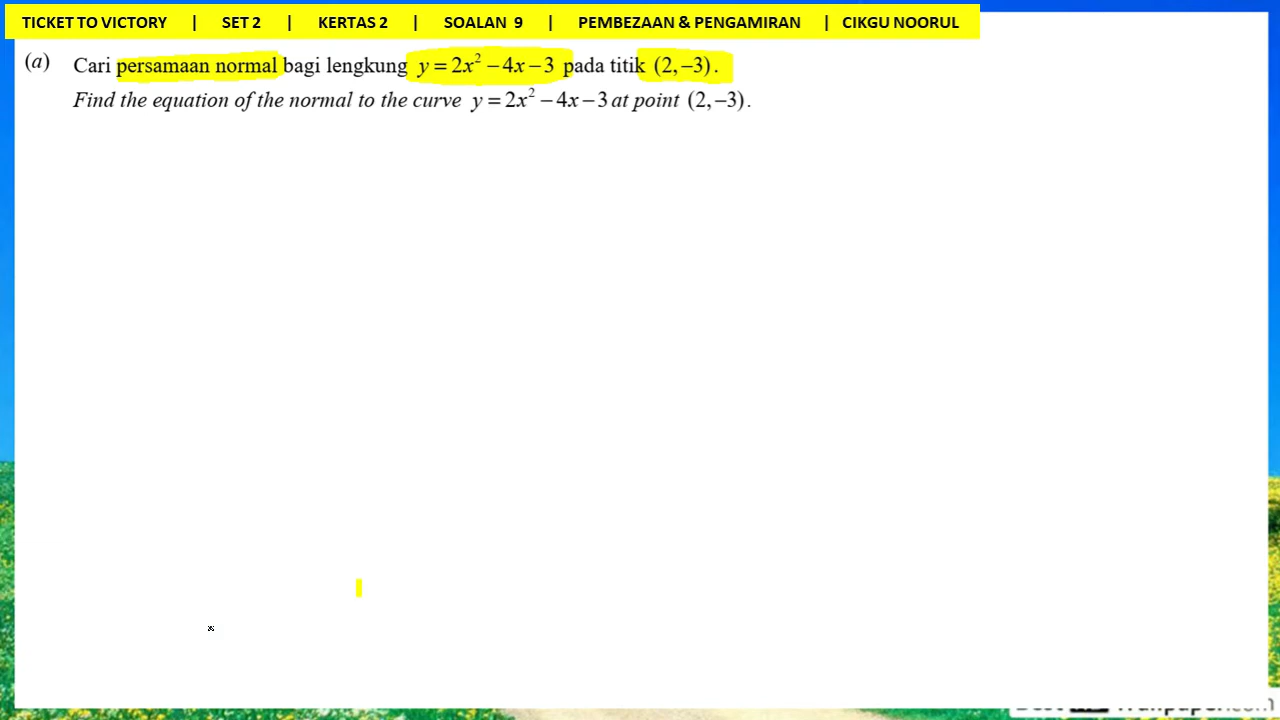 TICKET TO VICTORY | SET 2 | KERTAS 2 | SOALAN 9 | PEMBEZAAN & PENGAMIRAN | CIKGU NOORUL
(a) Cari persamaan normal bagi lengkung y = 2x² − 4x − 3 pada titik (2, −3).
Find the equation of the normal to the curve y = 2x² − 4x − 3 at point (2, −3).